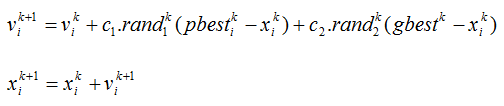 v_i^{k+1} = v_i^k + c_1.rand_1^k(pbest_i^k − x_i^k) + c_2.rand_2^k(gbest^k − x_i^k)
x_i^{k+1} = x_i^k + v_i^{k+1}